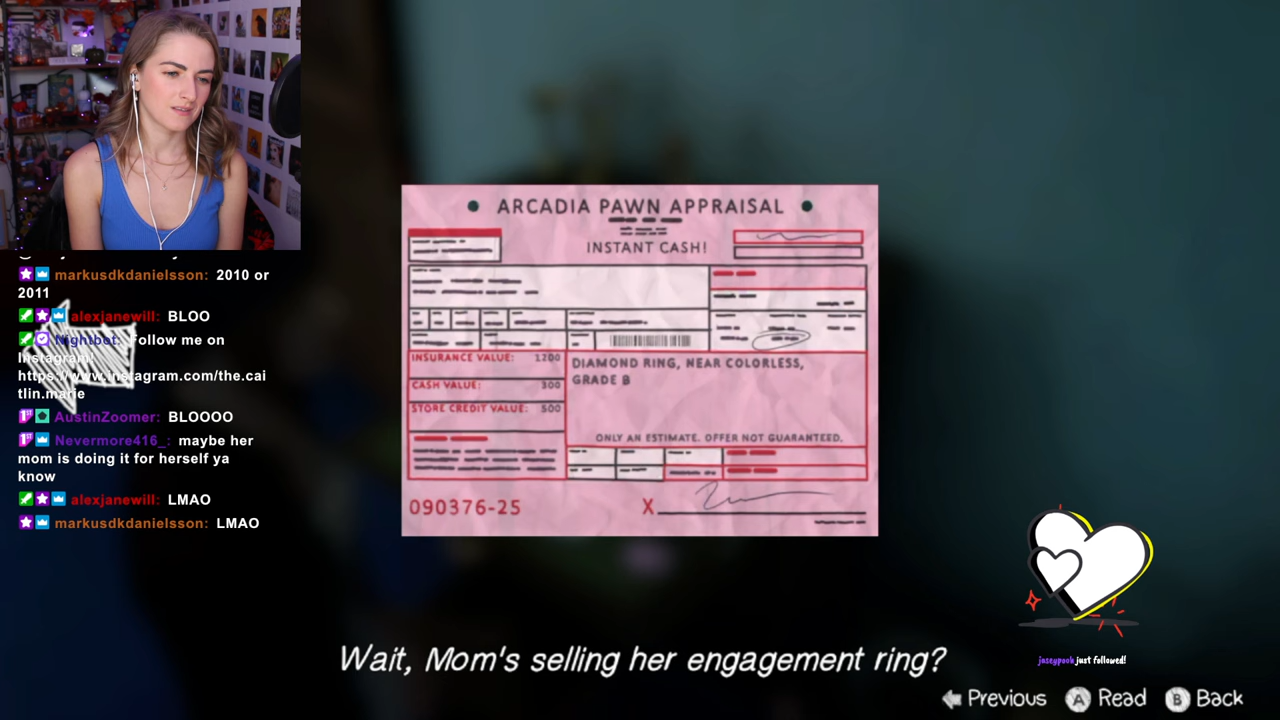 markusdkdanielsson: 2010 or
2011
alexjanewill: BLOO
Nightbot: Follow me on
Instagram!
https://www.instagram.com/the.cai
tlin.marie
AustinZoomer: BLOOOO
Nevermore416_: maybe her
mom is doing it for herself ya
know
alexjanewill: LMAO
markusdkdanielsson: LMAO
ARCADIA PAWN APPRAISAL
INSTANT CASH!
INSURANCE VALUE: 1200
CASH VALUE: 300
STORE CREDIT VALUE: 500
DIAMOND RING, NEAR COLORLESS,
GRADE B
ONLY AN ESTIMATE. OFFER NOT GUARANTEED.
090376-25
X
Wait, Mom's selling her engagement ring?
just followed!
Previous A Read B Back